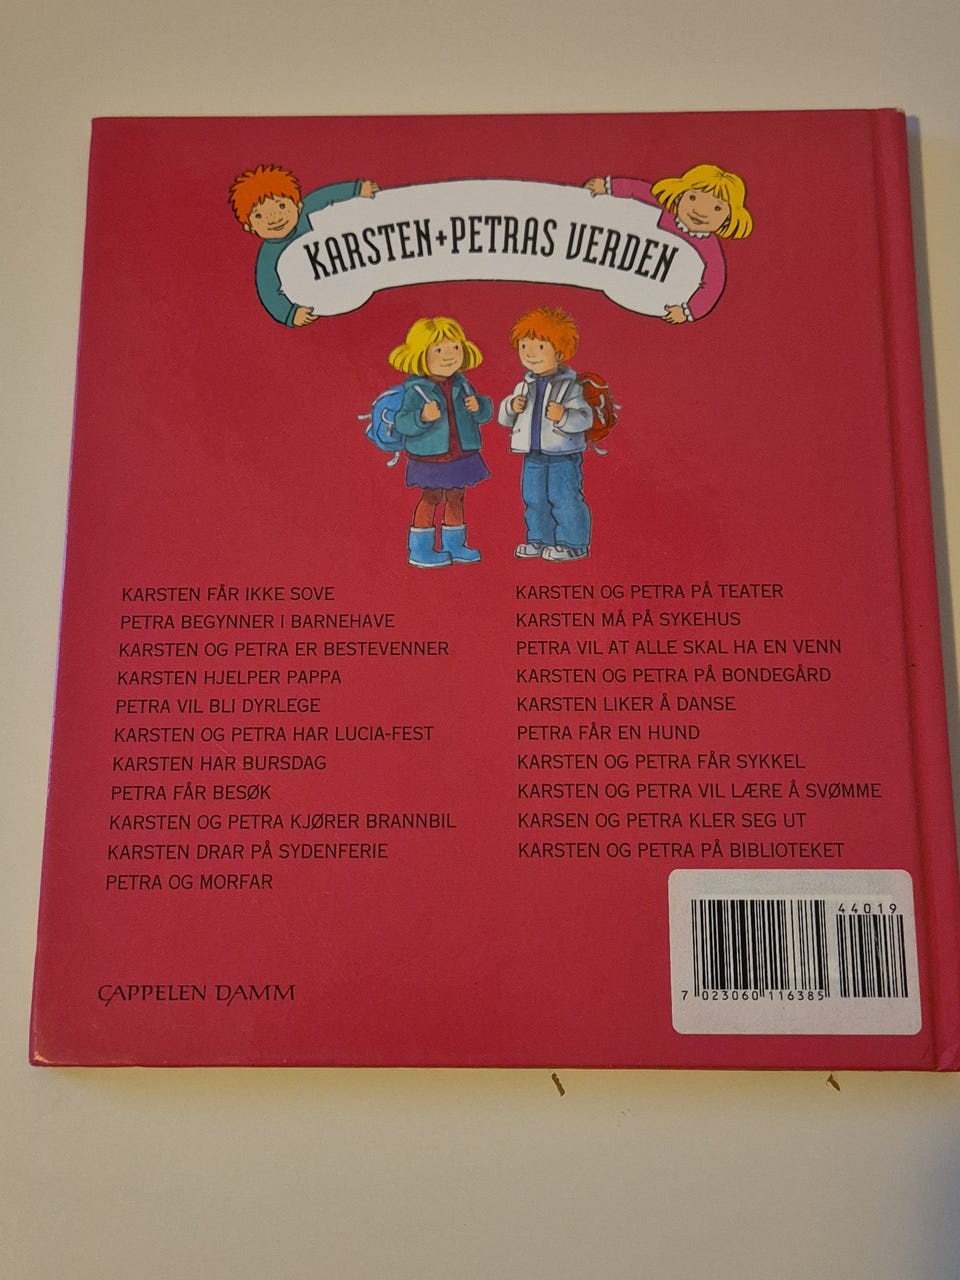 KARSTEN+PETRAS VERDEN
KARSTEN FÅR IKKE SOVE
PETRA BEGYNNER I BARNEHAVE
KARSTEN OG PETRA ER BESTEVENNER
KARSTEN HJELPER PAPPA
PETRA VIL BLI DYRLEGE
KARSTEN OG PETRA HAR LUCIA-FEST
KARSTEN HAR BURSDAG
PETRA FÅR BESØK
KARSTEN OG PETRA KJØRER BRANNBIL
KARSTEN DRAR PÅ SYDENFERIE
PETRA OG MORFAR
KARSTEN OG PETRA PÅ TEATER
KARSTEN MÅ PÅ SYKEHUS
PETRA VIL AT ALLE SKAL HA EN VENN
KARSTEN OG PETRA PÅ BONDEGÅRD
KARSTEN LIKER Å DANSE
PETRA FÅR EN HUND
KARSTEN OG PETRA FÅR SYKKEL
KARSTEN OG PETRA VIL LÆRE Å SVØMME
KARSEN OG PETRA KLER SEG UT
KARSTEN OG PETRA PÅ BIBLIOTEKET
CAPPELEN DAMM
44019
7 023060 116385